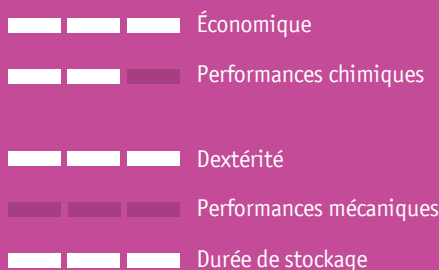 Économique
Performances chimiques
Dextérité
Performances mécaniques
Durée de stockage